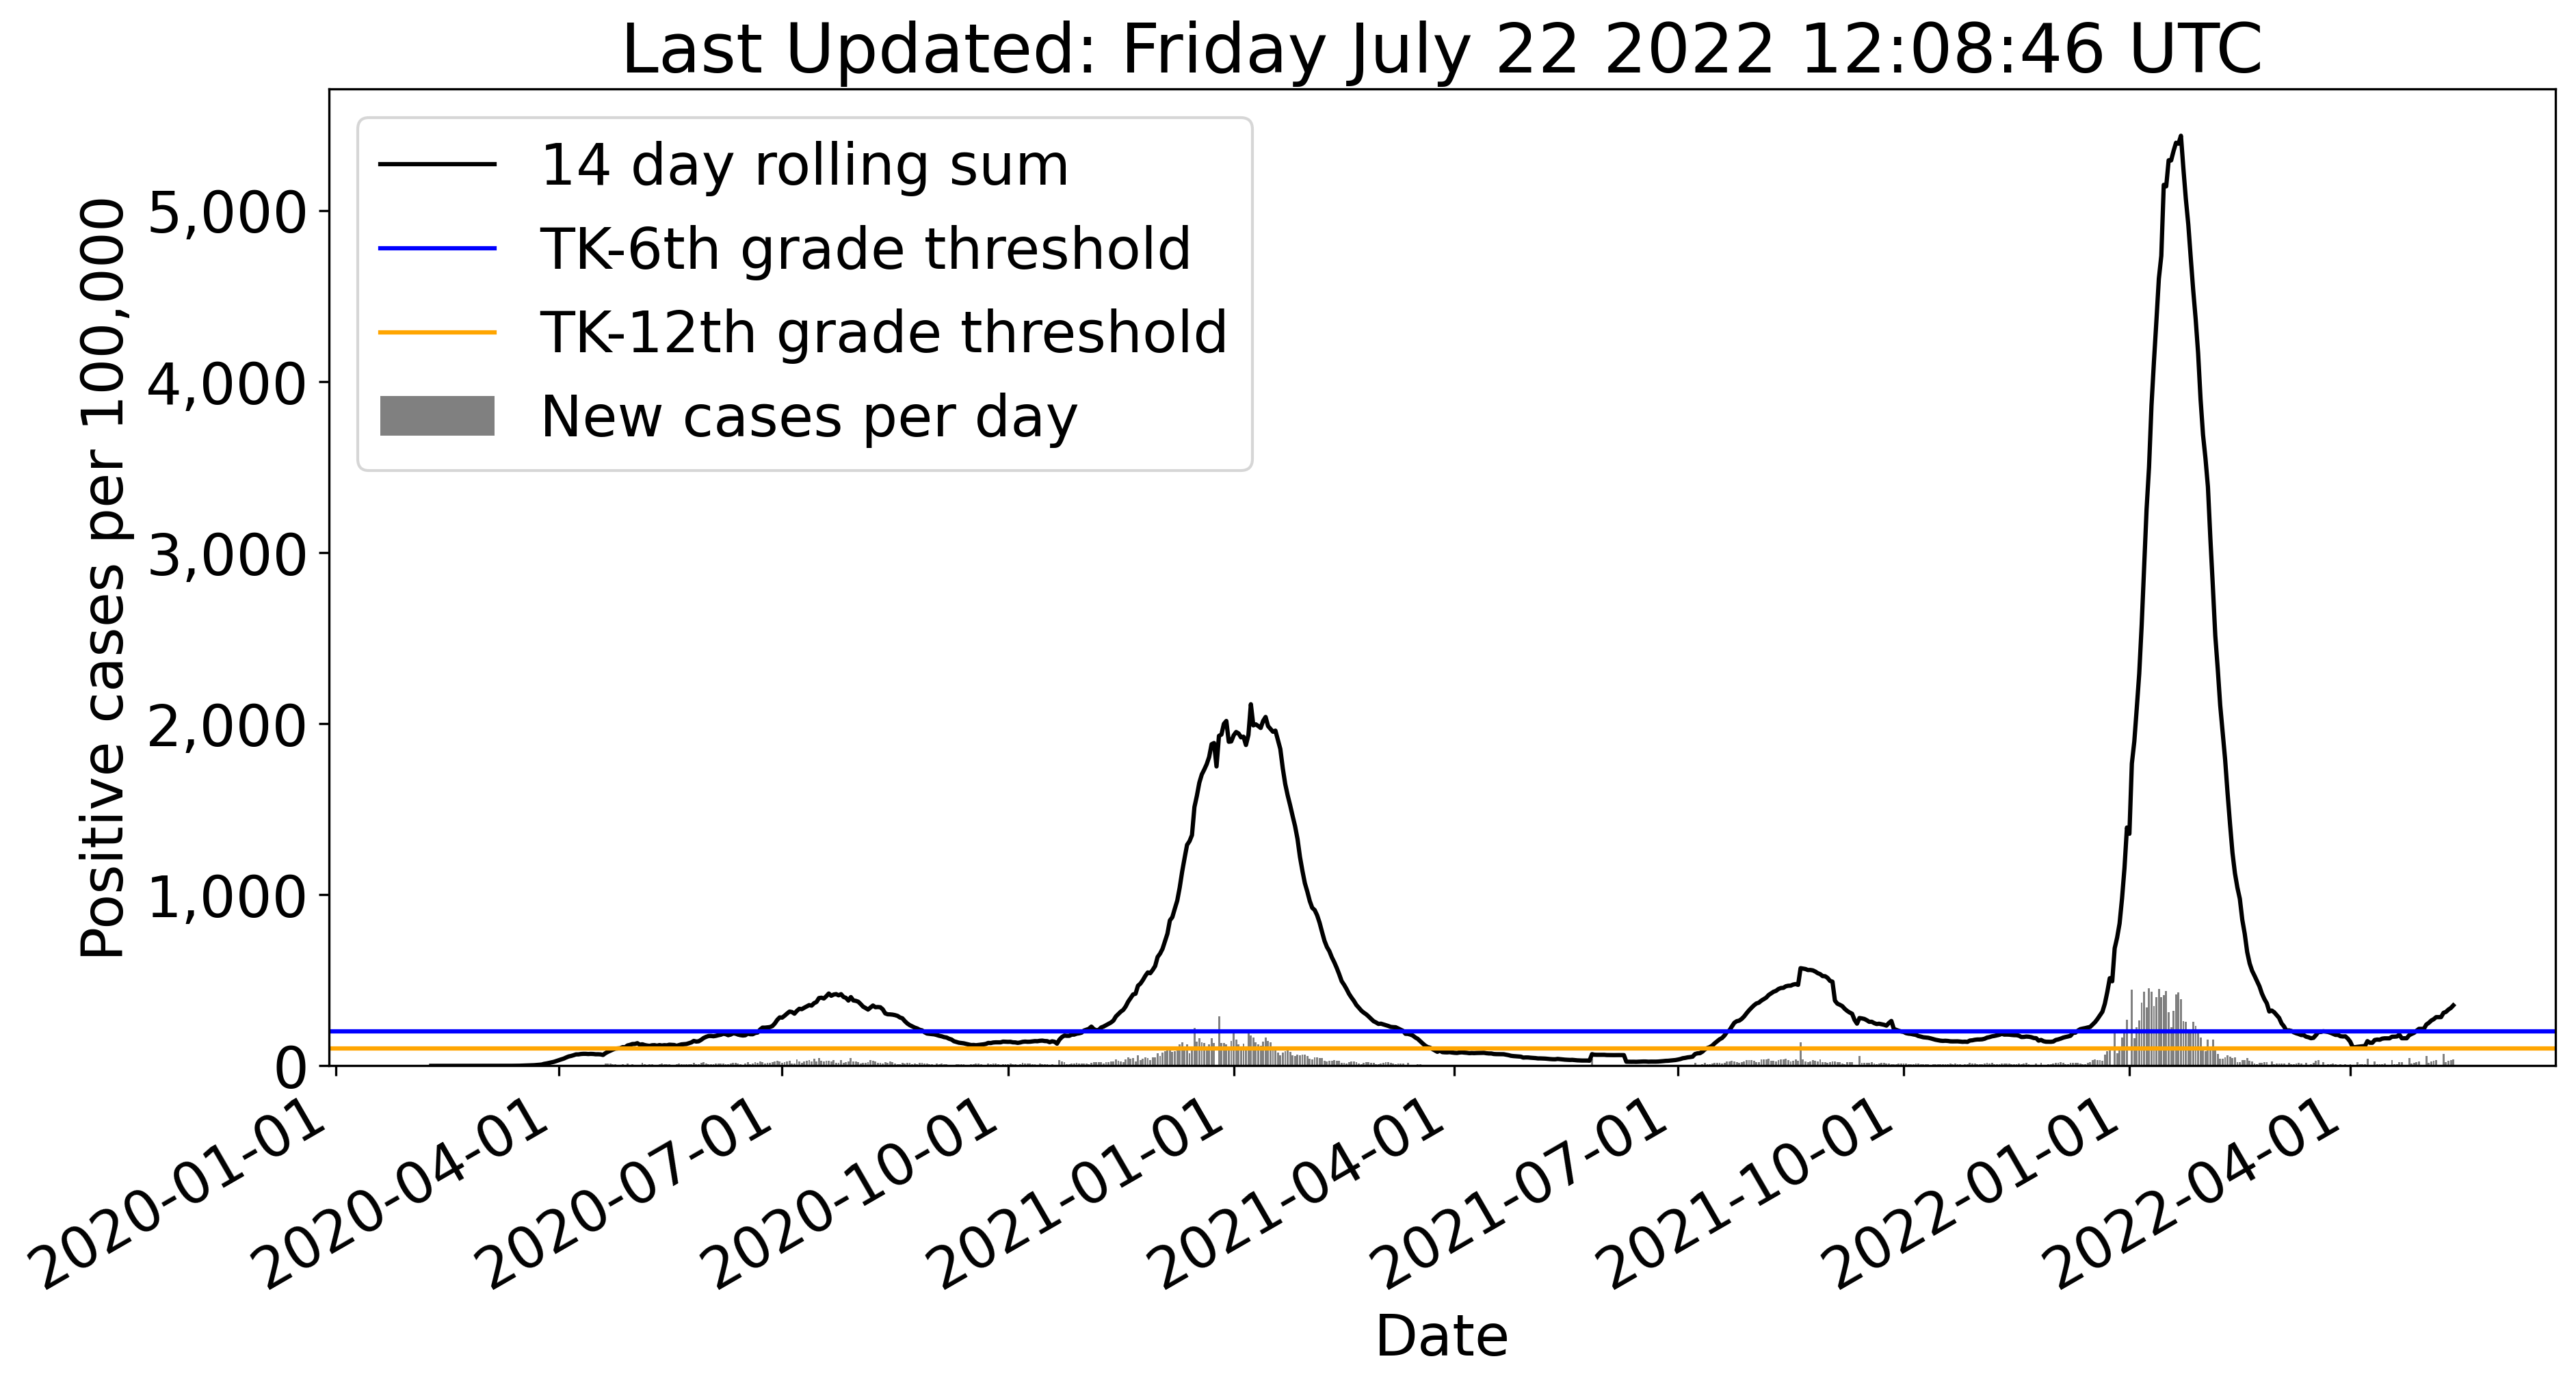 Last Updated: Friday July 22 2022 12:08:46 UTC
14 day rolling sum
TK-6th grade threshold
TK-12th grade threshold
New cases per day
Positive cases per 100,000
5,000
4,000
3,000
2,000
1,000
0
2020-01-01
2020-04-01
2020-07-01
2020-10-01
2021-01-01
2021-04-01
2021-07-01
2021-10-01
2022-01-01
2022-04-01
Date